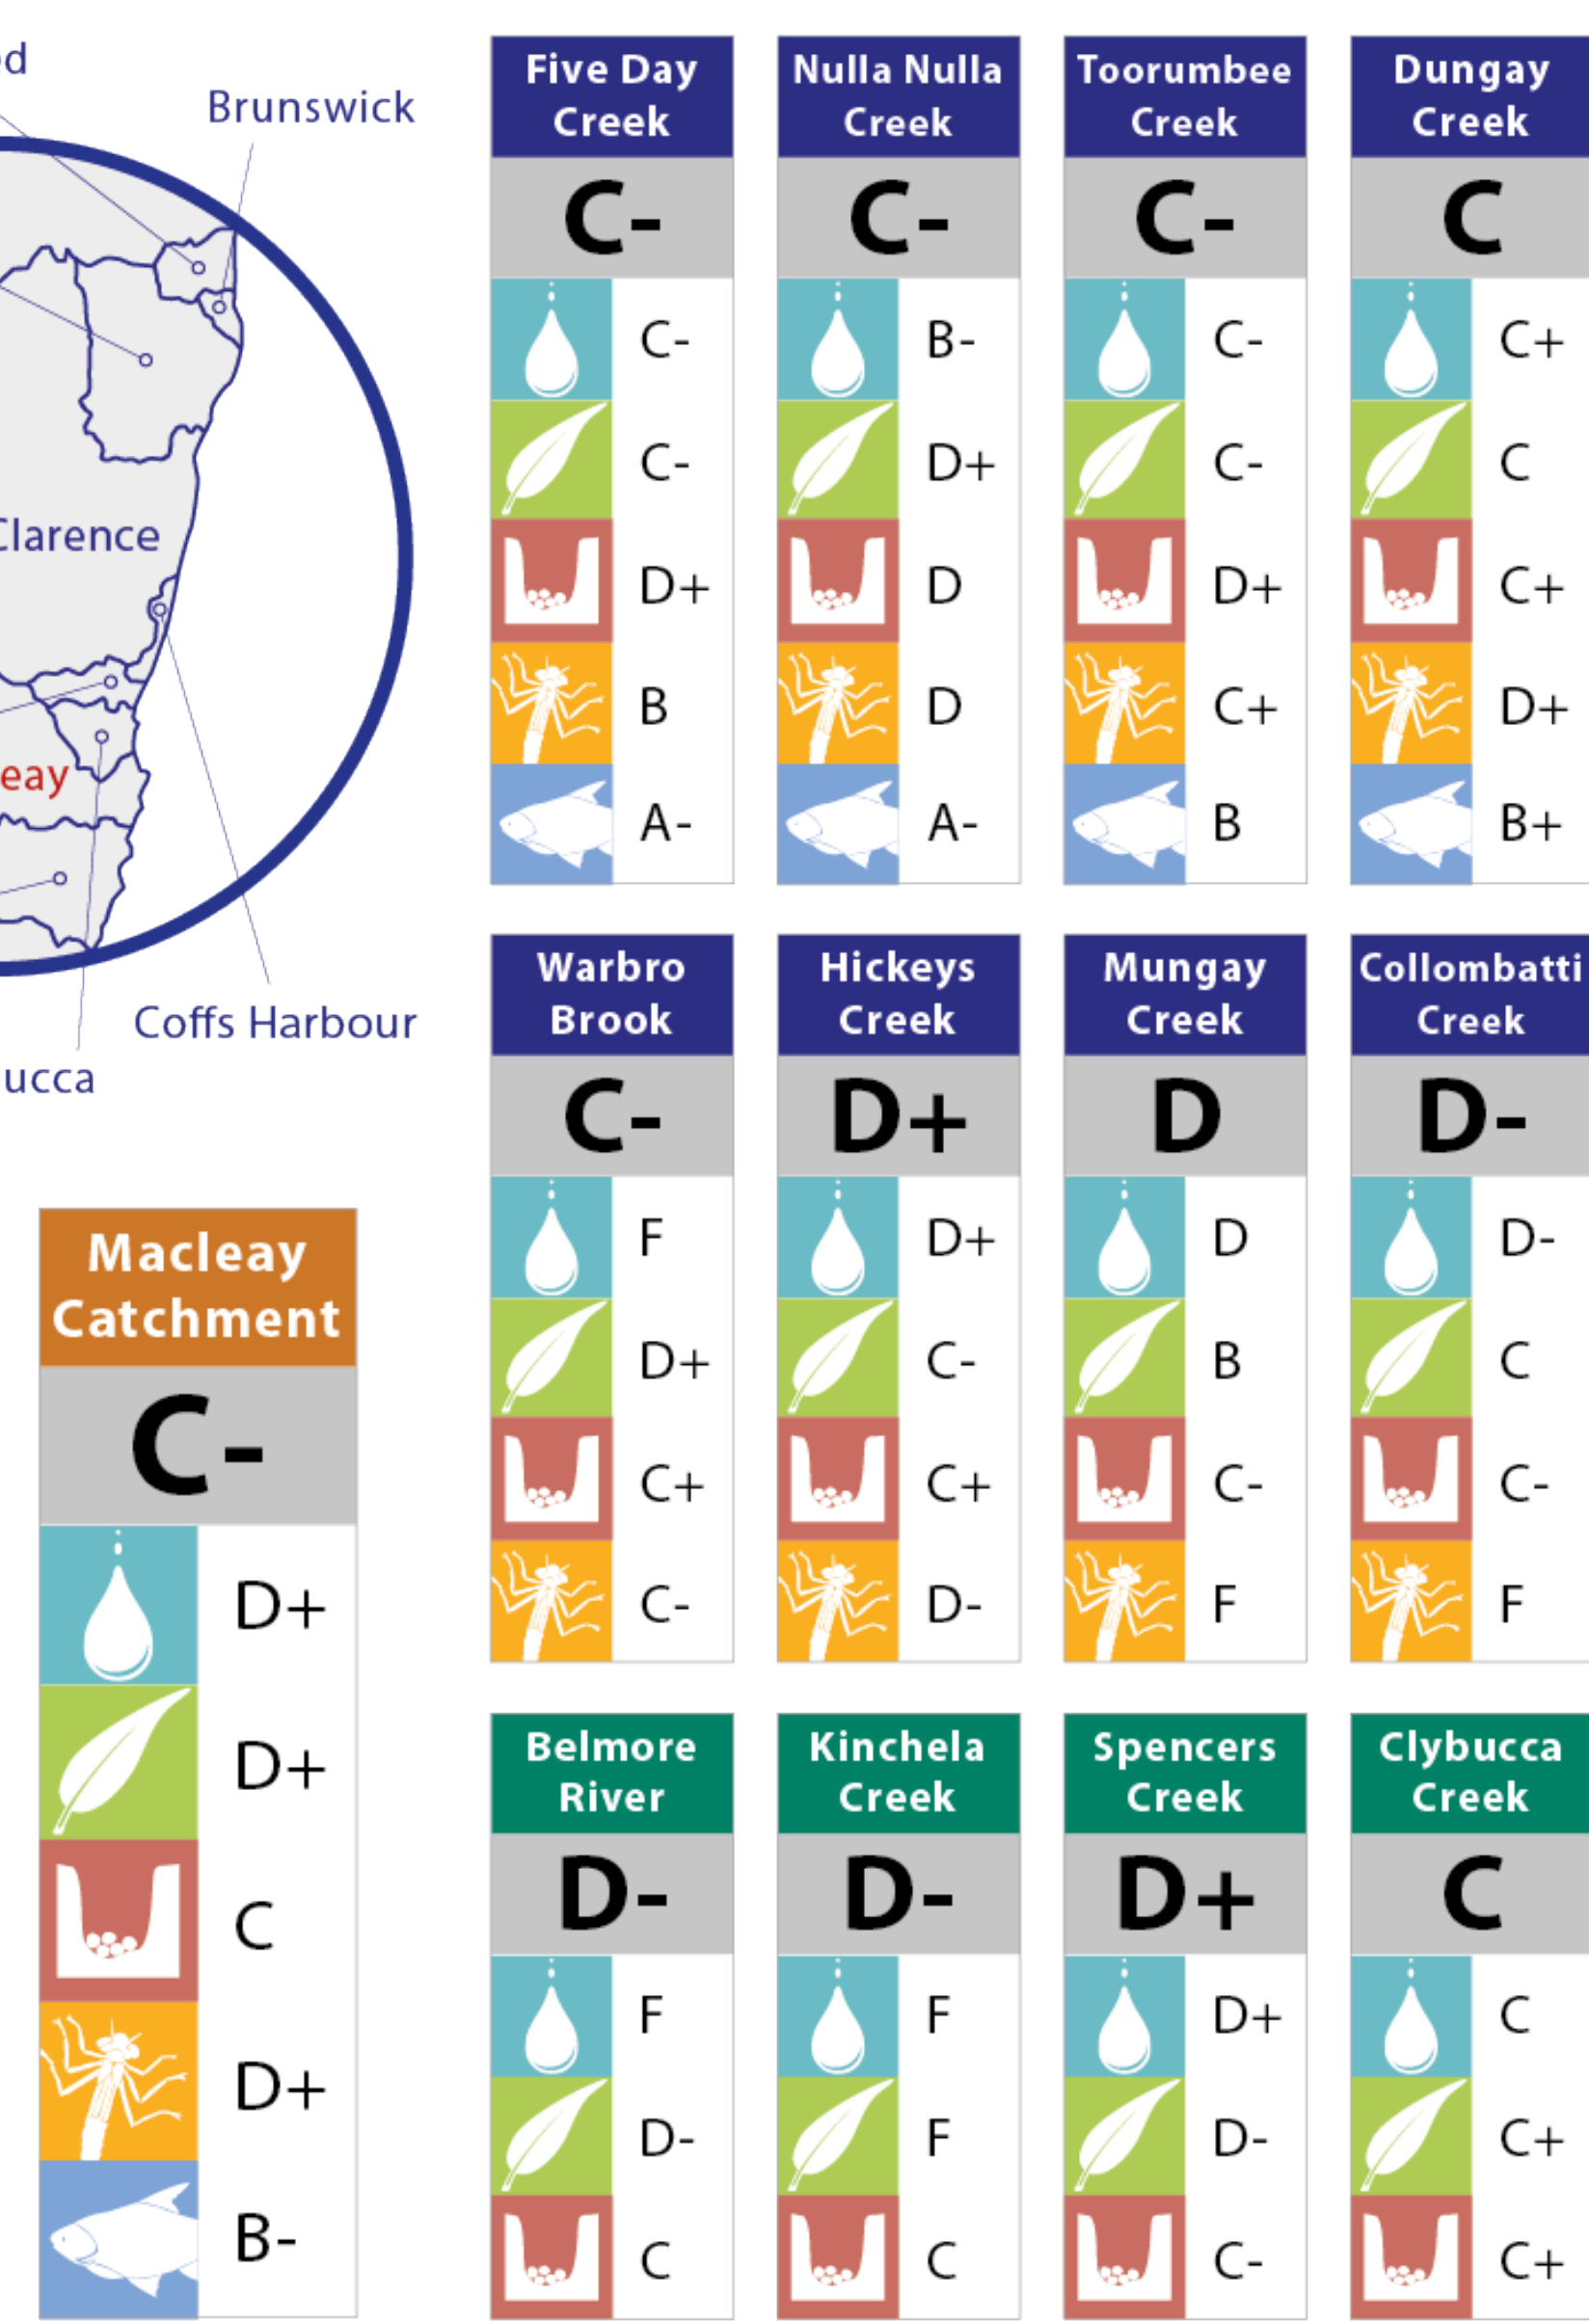 d
Brunswick
Clarence
eay
Coffs Harbour
ucca
Macleay
Catchment
C-
D+
D+
C
D+
B-
Five Day
Creek
C-
C-
C-
D+
B
A-
Nulla Nulla
Creek
C-
B-
D+
D
D
A-
Toorumbee
Creek
C-
C-
C-
D+
C+
B
Dungay
Creek
C
C+
C
C+
D+
B+
Warbro
Brook
C-
F
D+
C+
C-
Hickeys
Creek
D+
D+
C-
C+
D-
Mungay
Creek
D
D
B
C-
F
Collombatti
Creek
D-
D-
C
C-
F
Belmore
River
D-
F
D-
C
Kinchela
Creek
D-
F
F
C
Spencers
Creek
D+
D+
D-
C-
Clybucca
Creek
C
C
C+
C+